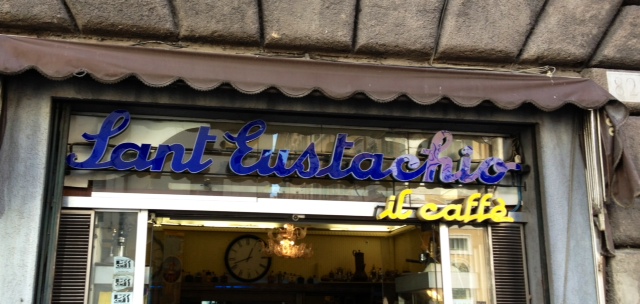 Sant Eustachio
il caffè